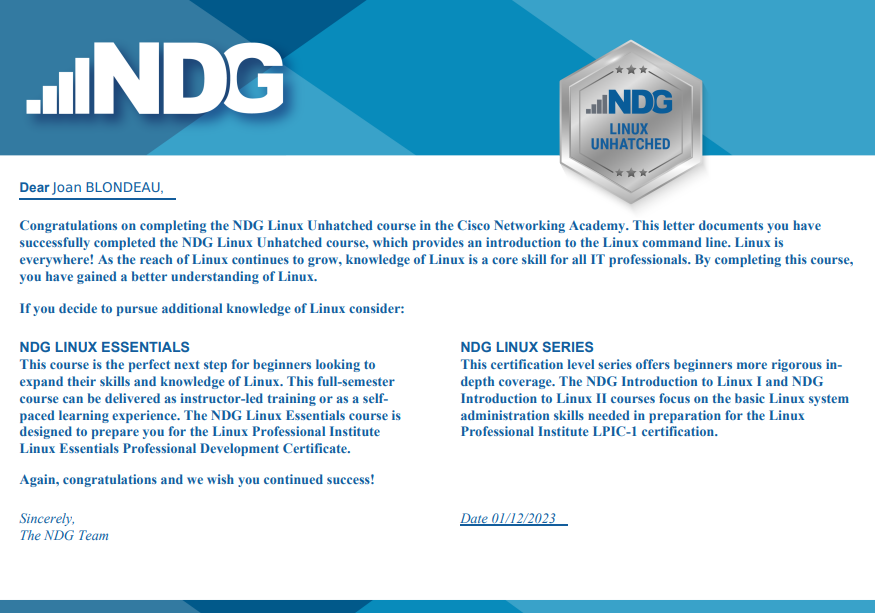 NDG
NDG
LINUX
UNHATCHED
Dear Joan BLONDEAU,
Congratulations on completing the NDG Linux Unhatched course in the Cisco Networking Academy. This letter documents you have
successfully completed the NDG Linux Unhatched course, which provides an introduction to the Linux command line. Linux is
everywhere! As the reach of Linux continues to grow, knowledge of Linux is a core skill for all IT professionals. By completing this course,
you have gained a better understanding of Linux.
If you decide to pursue additional knowledge of Linux consider:
NDG LINUX ESSENTIALS
This course is the perfect next step for beginners looking to
expand their skills and knowledge of Linux. This full-semester
course can be delivered as instructor-led training or as a self-
paced learning experience. The NDG Linux Essentials course is
designed to prepare you for the Linux Professional Institute
Linux Essentials Professional Development Certificate.
NDG LINUX SERIES
This certification level series offers beginners more rigorous in-
depth coverage. The NDG Introduction to Linux I and NDG
Introduction to Linux II courses focus on the basic Linux system
administration skills needed in preparation for the Linux
Professional Institute LPIC-1 certification.
Again, congratulations and we wish you continued success!
Sincerely,
The NDG Team
Date 01/12/2023